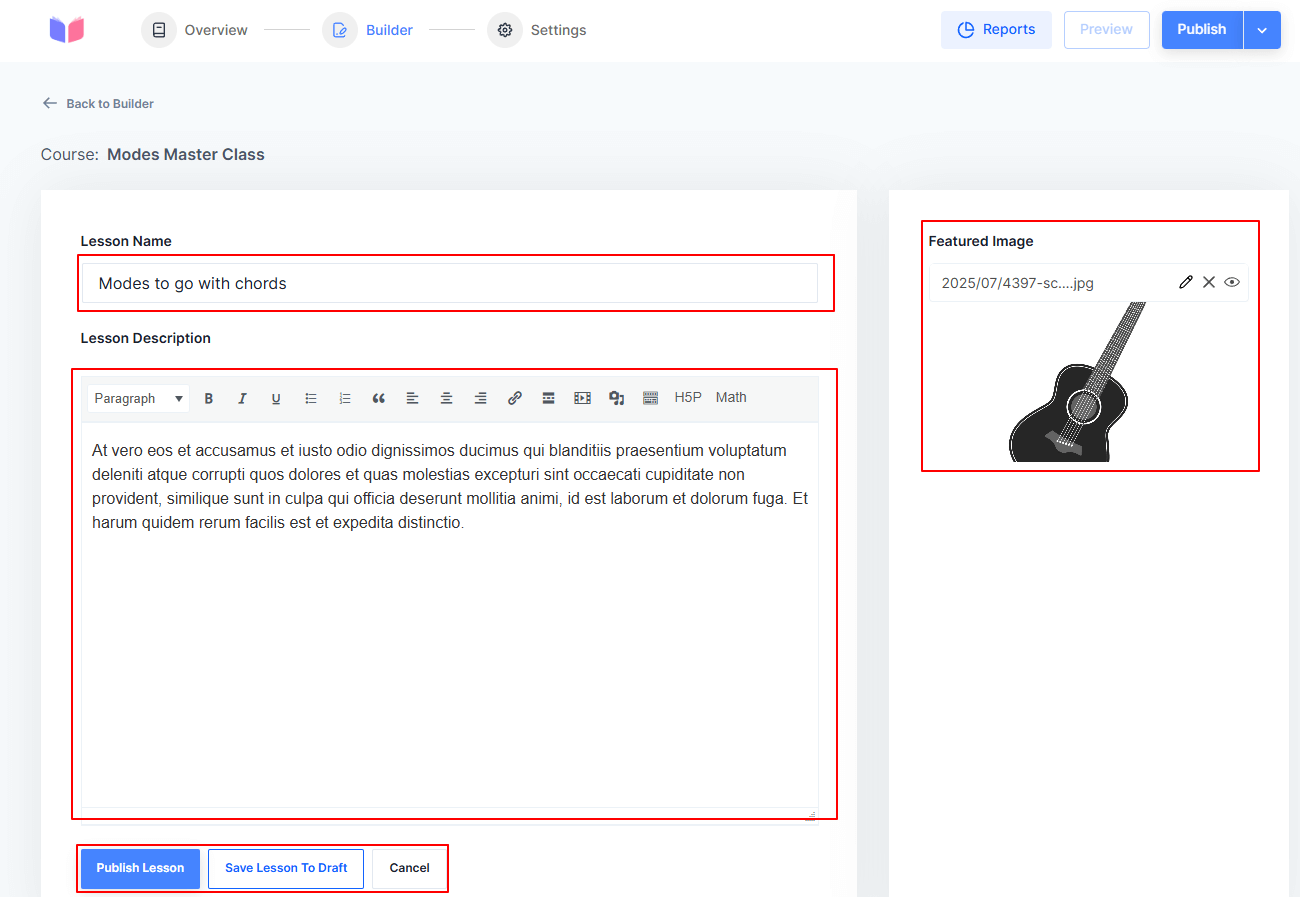 Overview
Builder
Settings
Reports
Preview
Publish
Back to Builder
Course: Modes Master Class
Lesson Name
Modes to go with chords
Lesson Description
Paragraph B I U H5P Math
At vero eos et accusamus et iusto odio dignissimos ducimus qui blanditiis praesentium voluptatum
deleniti atque corrupti quos dolores et quas molestias excepturi sint occaecati cupiditate non
provident, similique sunt in culpa qui officia deserunt mollitia animi, id est laborum et dolorum fuga. Et
harum quidem rerum facilis est et expedita distinctio.
Publish Lesson
Save Lesson To Draft
Cancel
Featured Image
2025/07/4397-sc....jpg